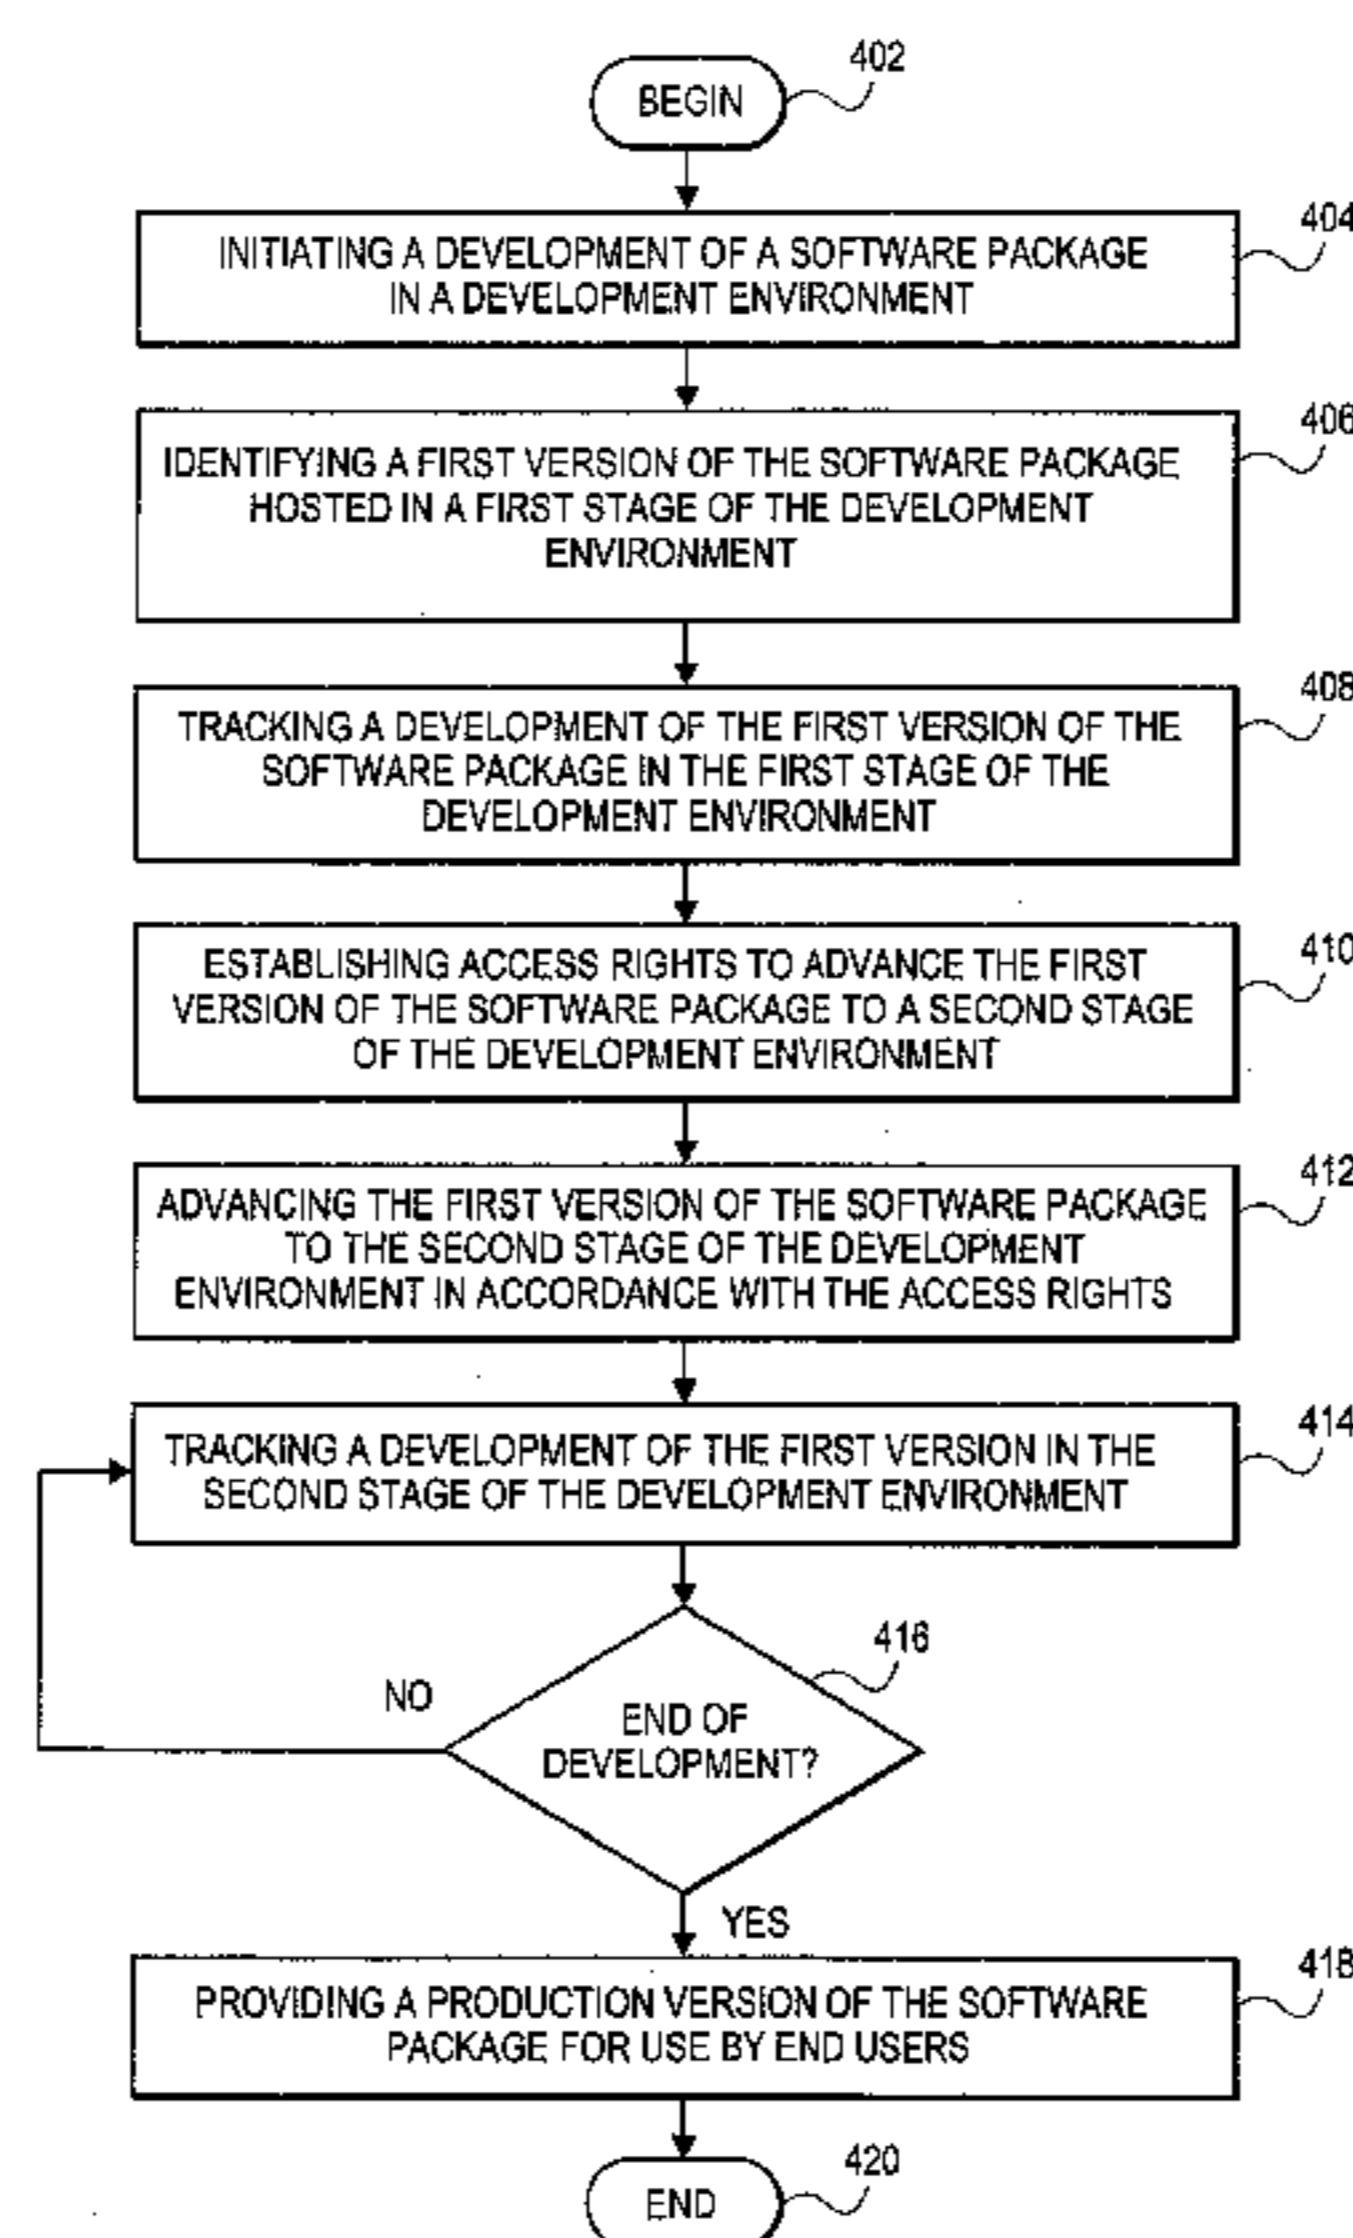 BEGIN
402
INITIATING A DEVELOPMENT OF A SOFTWARE PACKAGE
IN A DEVELOPMENT ENVIRONMENT
404
IDENTIFYING A FIRST VERSION OF THE SOFTWARE PACKAGE
HOSTED IN A FIRST STAGE OF THE DEVELOPMENT
ENVIRONMENT
406
TRACKING A DEVELOPMENT OF THE FIRST VERSION OF THE
SOFTWARE PACKAGE IN THE FIRST STAGE OF THE
DEVELOPMENT ENVIRONMENT
408
ESTABLISHING ACCESS RIGHTS TO ADVANCE THE FIRST
VERSION OF THE SOFTWARE PACKAGE TO A SECOND STAGE
OF THE DEVELOPMENT ENVIRONMENT
410
ADVANCING THE FIRST VERSION OF THE SOFTWARE PACKAGE
TO THE SECOND STAGE OF THE DEVELOPMENT
ENVIRONMENT IN ACCORDANCE WITH THE ACCESS RIGHTS
412
TRACKING A DEVELOPMENT OF THE FIRST VERSION IN THE
SECOND STAGE OF THE DEVELOPMENT ENVIRONMENT
414
416
NO
END OF
DEVELOPMENT?
YES
PROVIDING A PRODUCTION VERSION OF THE SOFTWARE
PACKAGE FOR USE BY END USERS
418
END
420